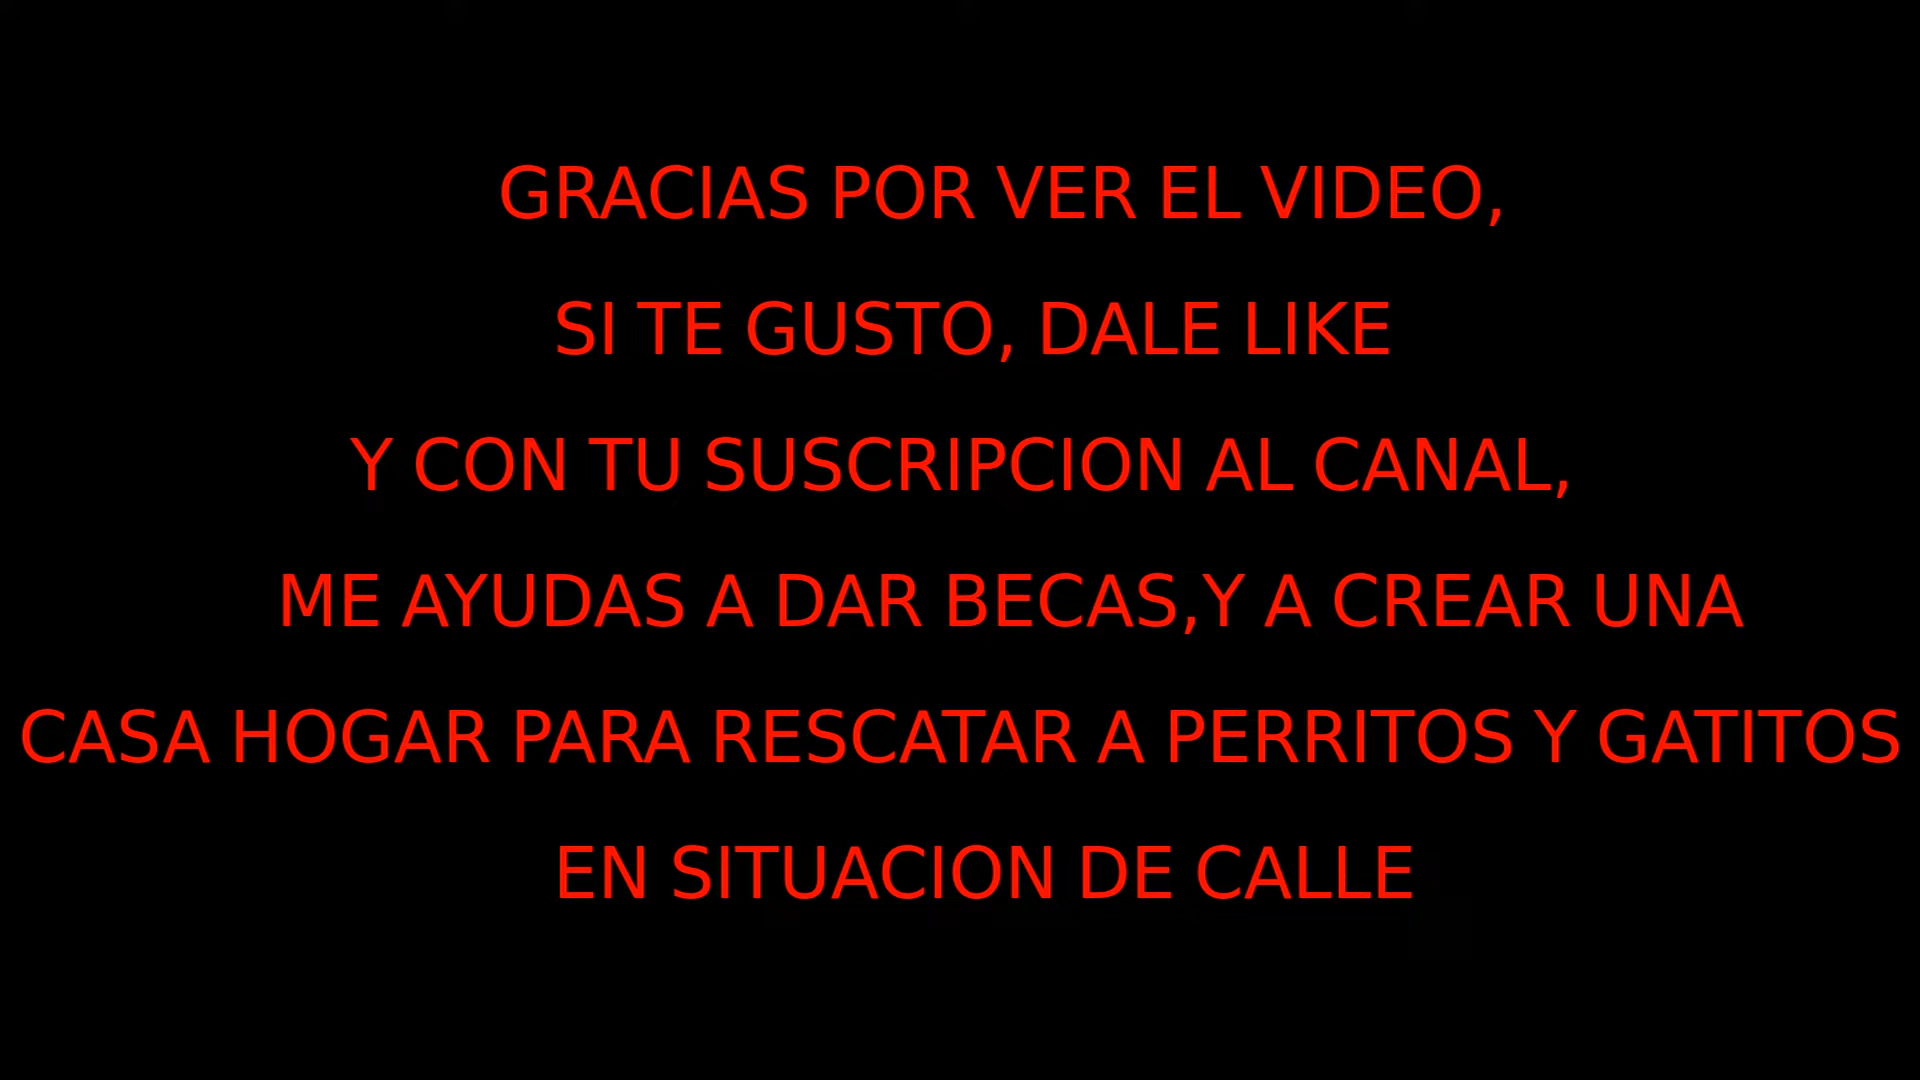 GRACIAS POR VER EL VIDEO,
SI TE GUSTO, DALE LIKE
Y CON TU SUSCRIPCION AL CANAL,
ME AYUDAS A DAR BECAS,Y A CREAR UNA
CASA HOGAR PARA RESCATAR A PERRITOS Y GATITOS
EN SITUACION DE CALLE